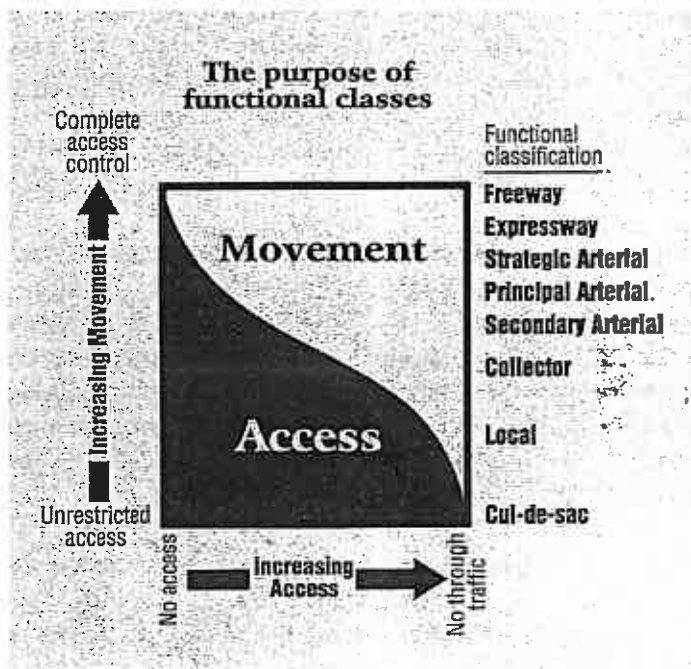 The purpose of
functional classes
Complete
access
control
Increasing Movement
Unrestricted
access
Movement
Access
No access
Increasing
Access
No through
traffic
Functional
classification
Freeway
Expressway
Strategic Arterial
Principal Arterial.
Secondary Arterial
Collector
Local
Cul-de-sac